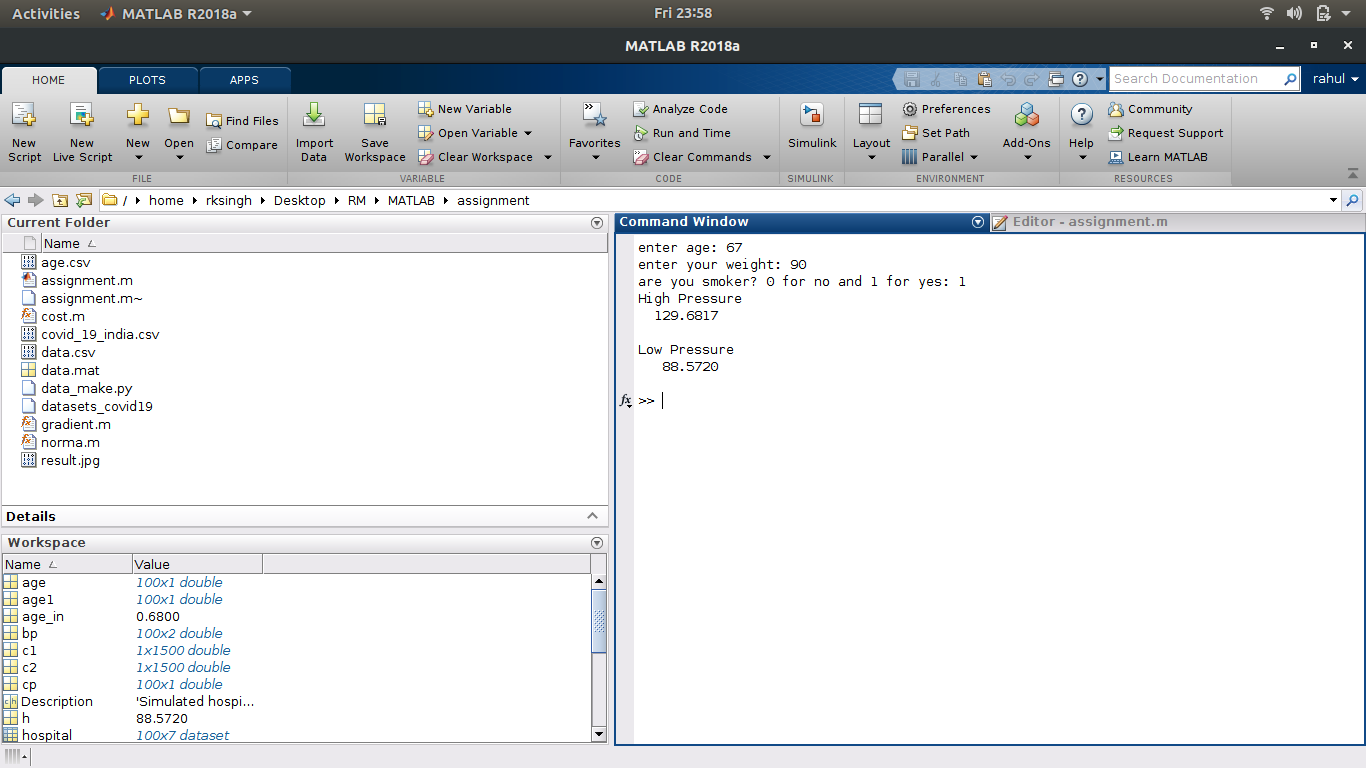 Activities MATLAB R2018a Fri 23:58
MATLAB R2018a
HOME PLOTS APPS Search Documentation rahul
New Script New Live Script New Open Find Files Compare
FILE
Import Data Save Workspace New Variable Open Variable Clear Workspace
VARIABLE
Favorites Analyze Code Run and Time Clear Commands
CODE
Simulink
SIMULINK
Layout Preferences Set Path Parallel Add-Ons
ENVIRONMENT
Help Community Request Support Learn MATLAB
RESOURCES
/ home rksingh Desktop RM MATLAB assignment
Current Folder
Name
age.csv
assignment.m
assignment.m~
cost.m
covid_19_india.csv
data.csv
data.mat
data_make.py
datasets_covid19
gradient.m
norma.m
result.jpg
Details
Workspace
Name Value
age 100x1 double
age1 100x1 double
age_in 0.6800
bp 100x2 double
c1 1x1500 double
c2 1x1500 double
cp 100x1 double
Description 'Simulated hospi...
h 88.5720
hospital 100x7 dataset
Command Window
Editor - assignment.m
enter age: 67
enter your weight: 90
are you smoker? 0 for no and 1 for yes: 1
High Pressure
129.6817
Low Pressure
88.5720
fx >>